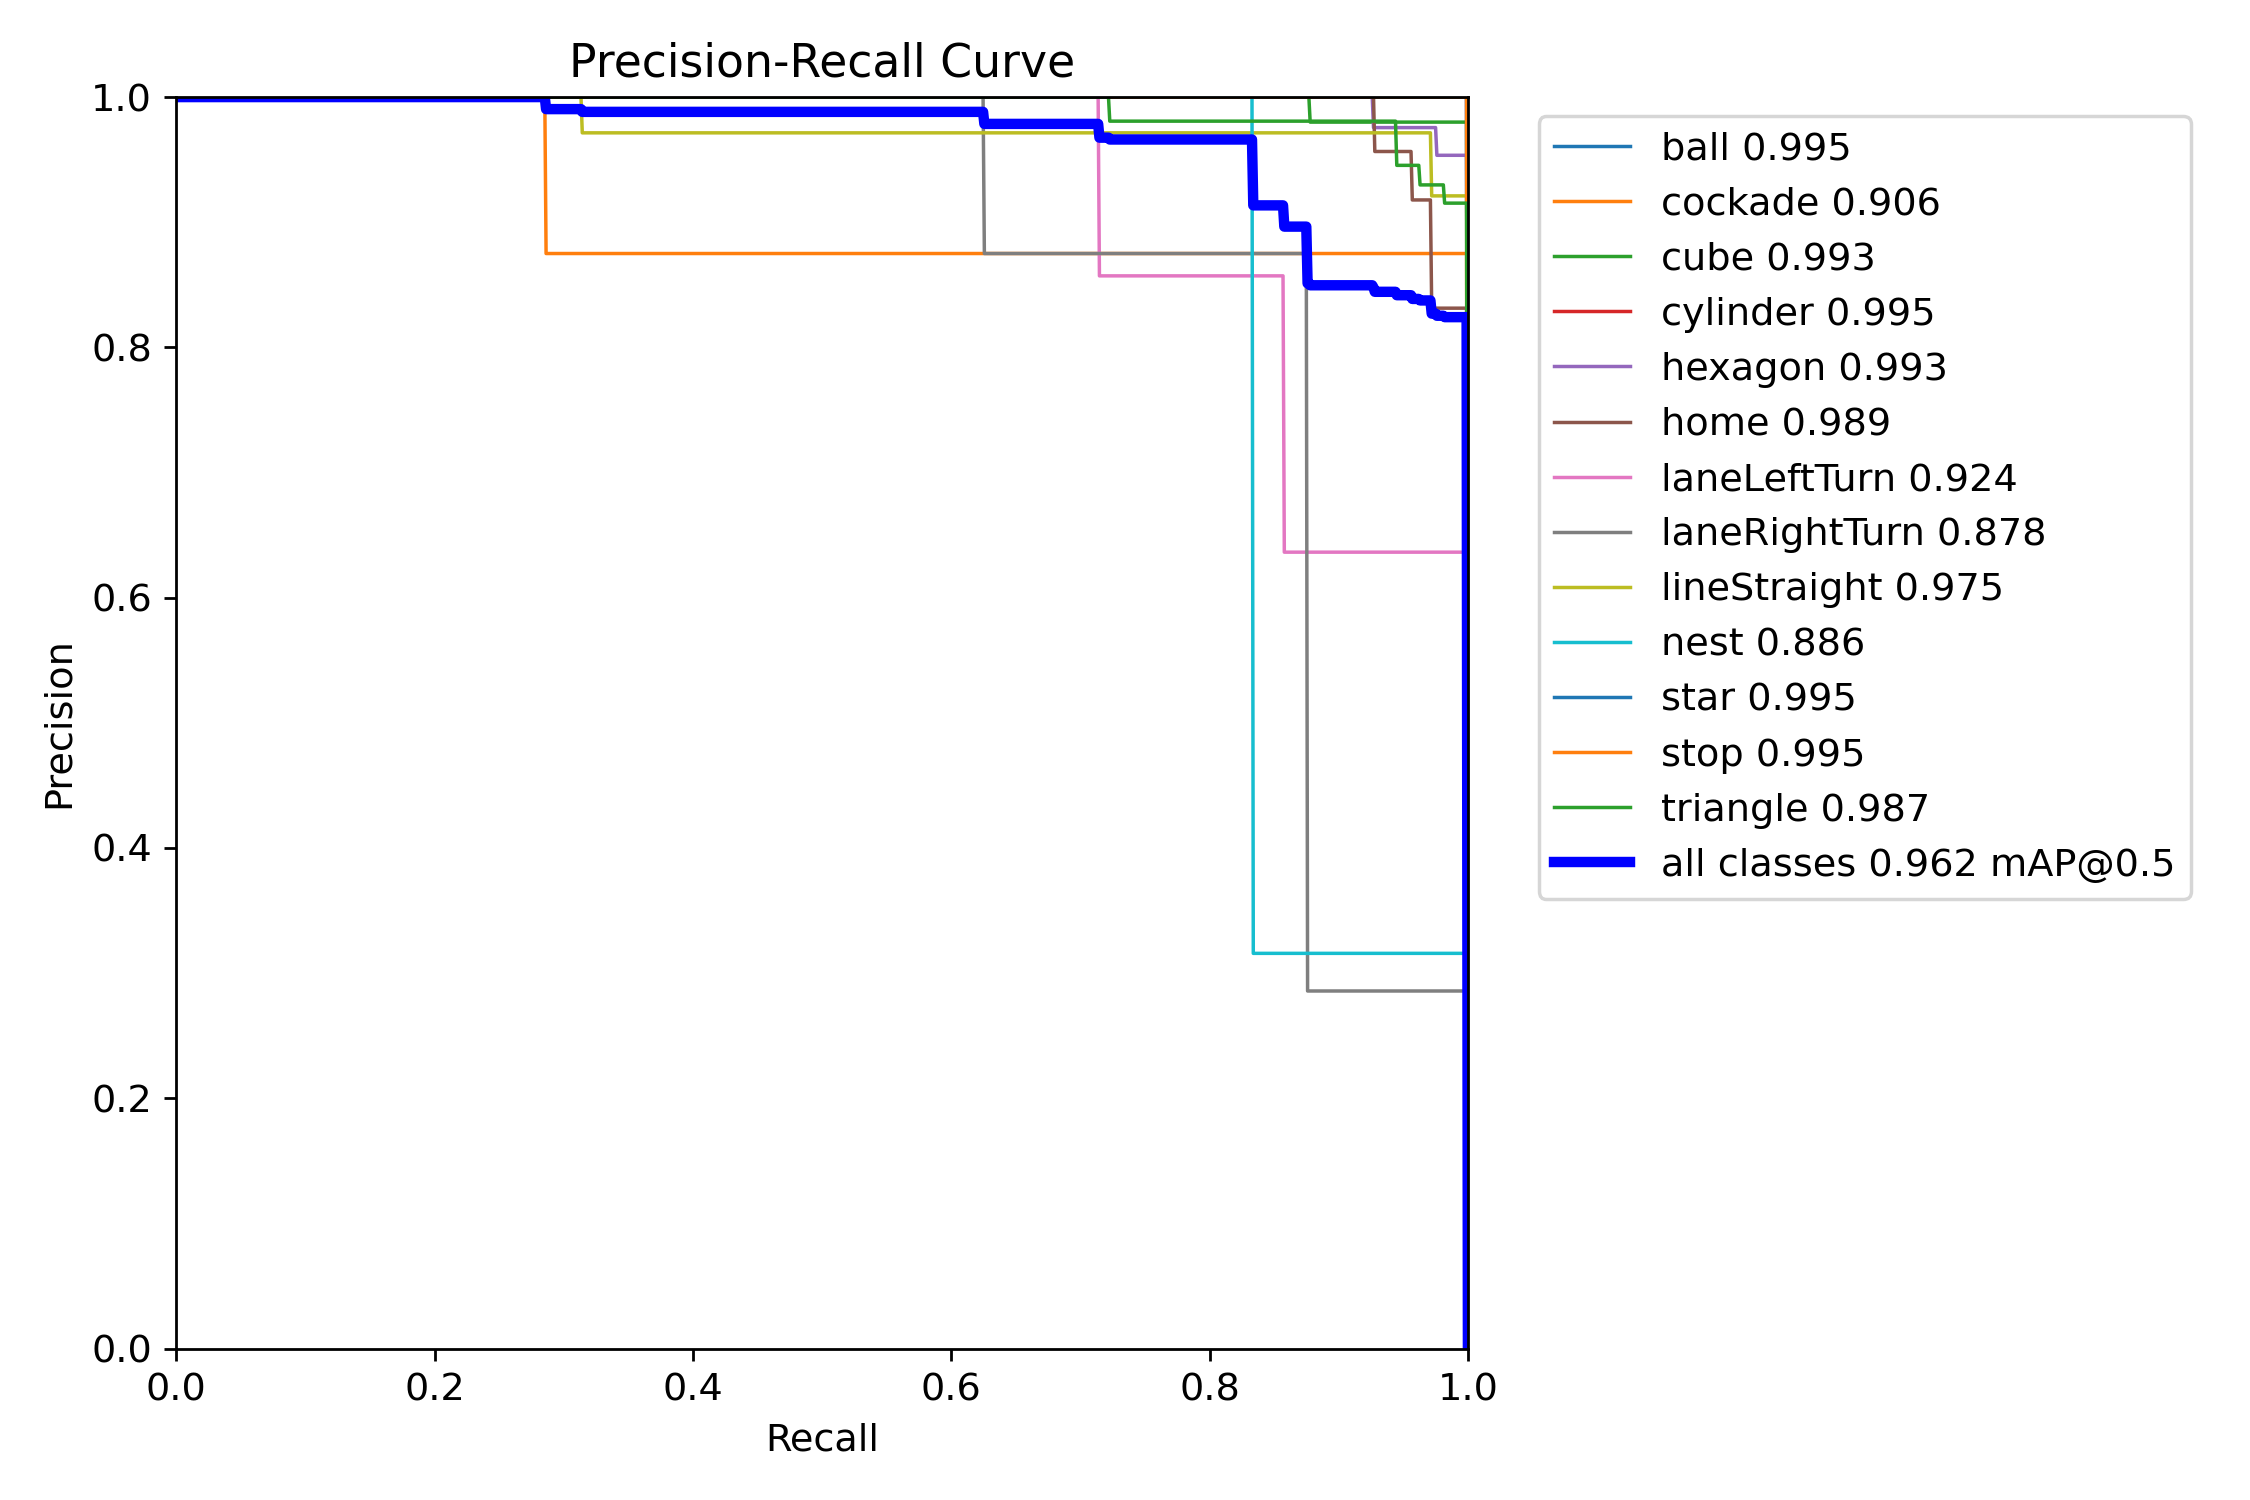 Precision-Recall Curve
1.0
0.8
0.6
0.4
0.2
0.0
Precision
0.0 0.2 0.4 0.6 0.8 1.0
Recall
ball 0.995
cockade 0.906
cube 0.993
cylinder 0.995
hexagon 0.993
home 0.989
laneLeftTurn 0.924
laneRightTurn 0.878
lineStraight 0.975
nest 0.886
star 0.995
stop 0.995
triangle 0.987
all classes 0.962 mAP@0.5